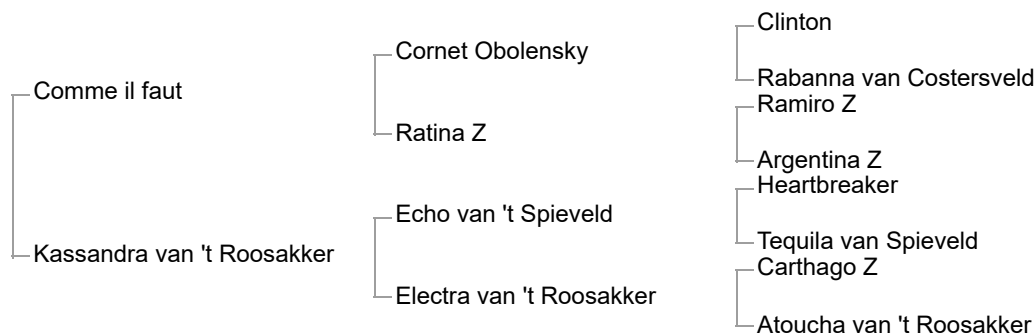 Clinton
Cornet Obolensky
Rabanna van Costersveld
Comme il faut
Ramiro Z
Ratina Z
Argentina Z
Heartbreaker
Echo van 't Spieveld
Tequila van Spieveld
Kassandra van 't Roosakker
Carthago Z
Electra van 't Roosakker
Atoucha van 't Roosakker